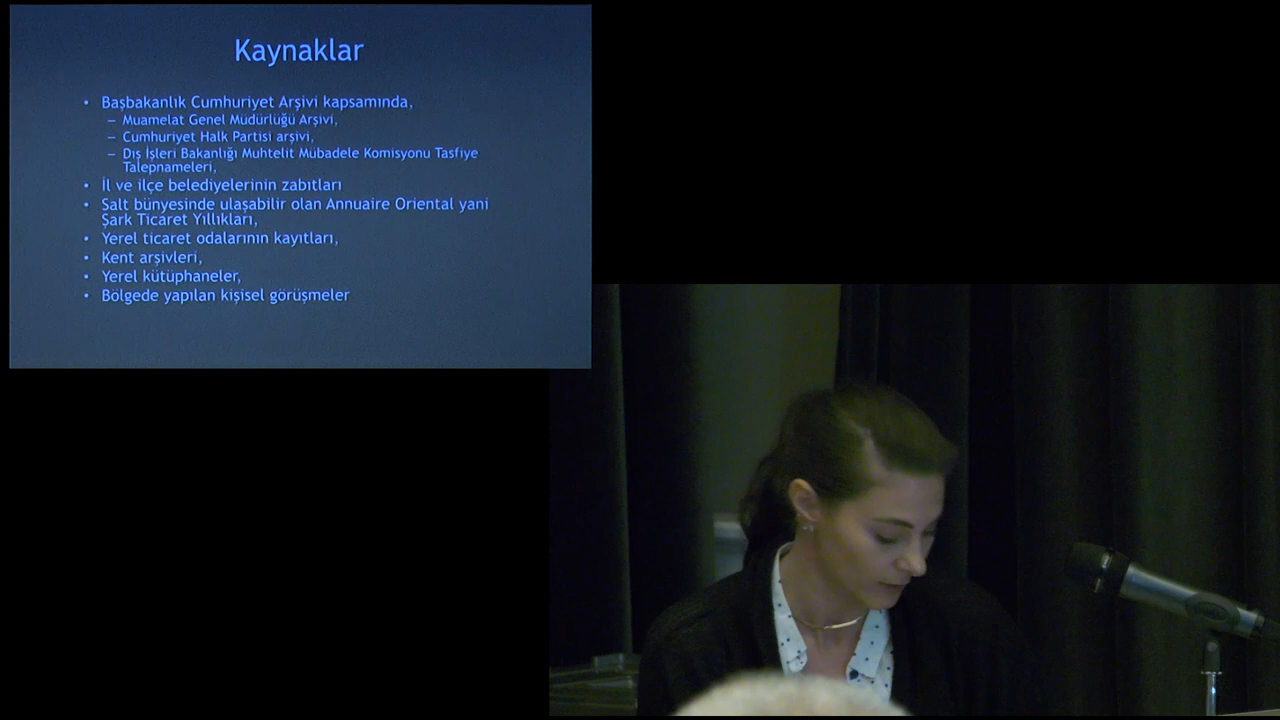 Kaynaklar
• Başbakanlık Cumhuriyet Arşivi kapsamında,
– Muamelat Genel Müdürlüğü Arşivi,
– Cumhuriyet Halk Partisi arşivi,
– Dış İşleri Bakanlığı Muhtelit Mübadele Komisyonu Tasfiye
Talepnameleri,
• İl ve ilçe belediyelerinin zabıtları
• Salt bünyesinde ulaşabilir olan Annuaire Oriental yani
Şark Ticaret Yıllıkları,
• Yerel ticaret odalarının kayıtları,
• Kent arşivleri,
• Yerel kütüphaneler,
• Bölgede yapılan kişisel görüşmeler